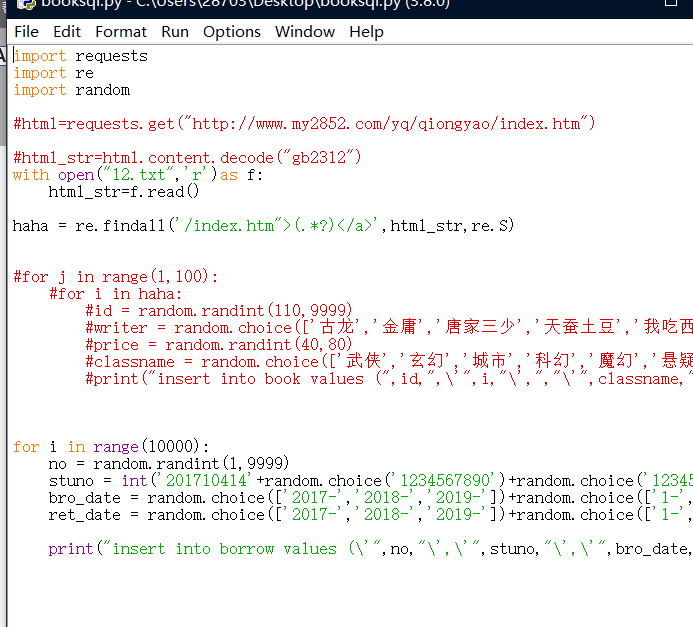 booksql.py - C:\Users\28703\Desktop\booksql.py (3.8.0)
File Edit Format Run Options Window Help
import requests
import re
import random
#html=requests.get("http://www.my2852.com/yq/qiongyao/index.htm")
#html_str=html.content.decode("gb2312")
with open("12.txt",'r')as f:
    html_str=f.read()
haha = re.findall('/index.htm">(.*?)</a>',html_str,re.S)
#for j in range(1,100):
    #for i in haha:
        #id = random.randint(110,9999)
        #writer = random.choice(['古龙','金庸','唐家三少','天蚕土豆','我吃西
        #price = random.randint(40,80)
        #classname = random.choice(['武侠','玄幻','城市','科幻','魔幻','悬疑
        #print("insert into book values (",id,",\'",i,"\',","\'",classname,"
for i in range(10000):
    no = random.randint(1,9999)
    stuno = int('201710414'+random.choice('1234567890')+random.choice('12345
    bro_date = random.choice(['2017-','2018-','2019-'])+random.choice(['1-',
    ret_date = random.choice(['2017-','2018-','2019-'])+random.choice(['1-',
    print("insert into borrow values (\'",no,"\',\'",stuno,"\',\'",bro_date,